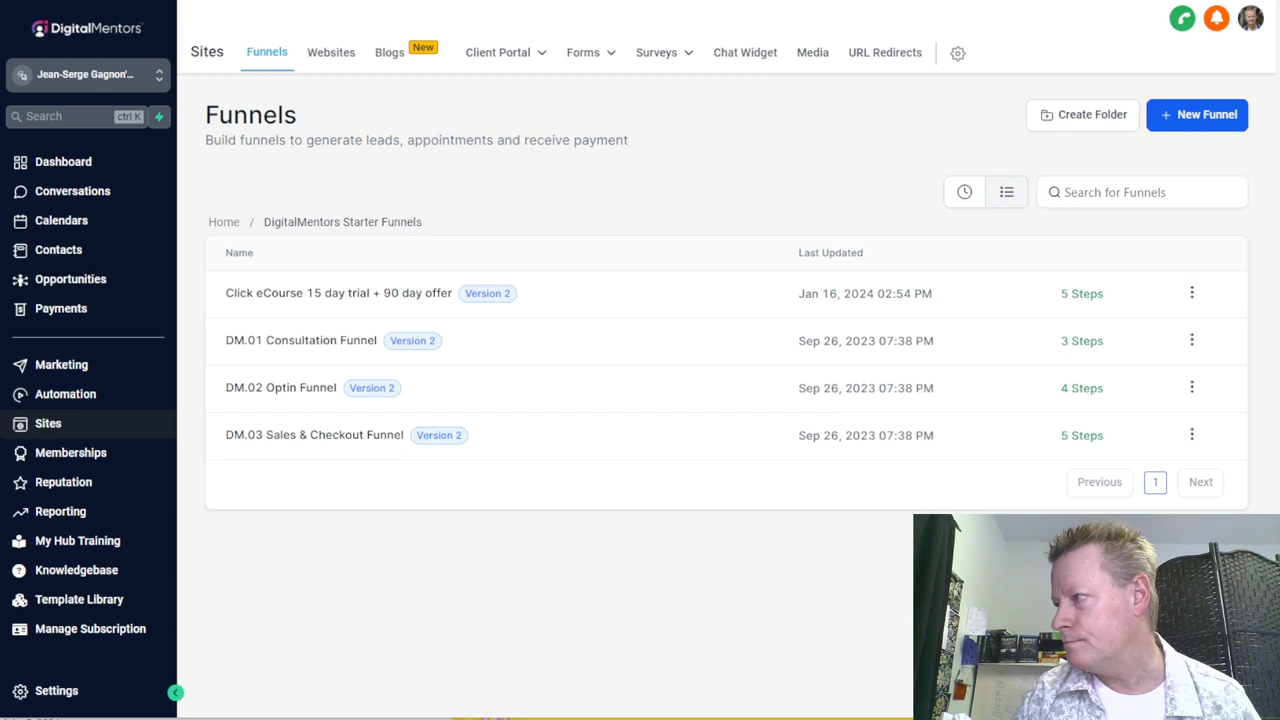 DigitalMentors
Jean-Serge Gagnon'...
Search ctrl K
Dashboard
Conversations
Calendars
Contacts
Opportunities
Payments
Marketing
Automation
Sites
Memberships
Reputation
Reporting
My Hub Training
Knowledgebase
Template Library
Manage Subscription
Settings
Sites Funnels Websites Blogs New Client Portal Forms Surveys Chat Widget Media URL Redirects
Funnels
Build funnels to generate leads, appointments and receive payment
Create Folder
+ New Funnel
Search for Funnels
Home / DigitalMentors Starter Funnels
Name Last Updated
Click eCourse 15 day trial + 90 day offer Version 2 Jan 16, 2024 02:54 PM 5 Steps
DM.01 Consultation Funnel Version 2 Sep 26, 2023 07:38 PM 3 Steps
DM.02 Optin Funnel Version 2 Sep 26, 2023 07:38 PM 4 Steps
DM.03 Sales & Checkout Funnel Version 2 Sep 26, 2023 07:38 PM 5 Steps
Previous 1 Next